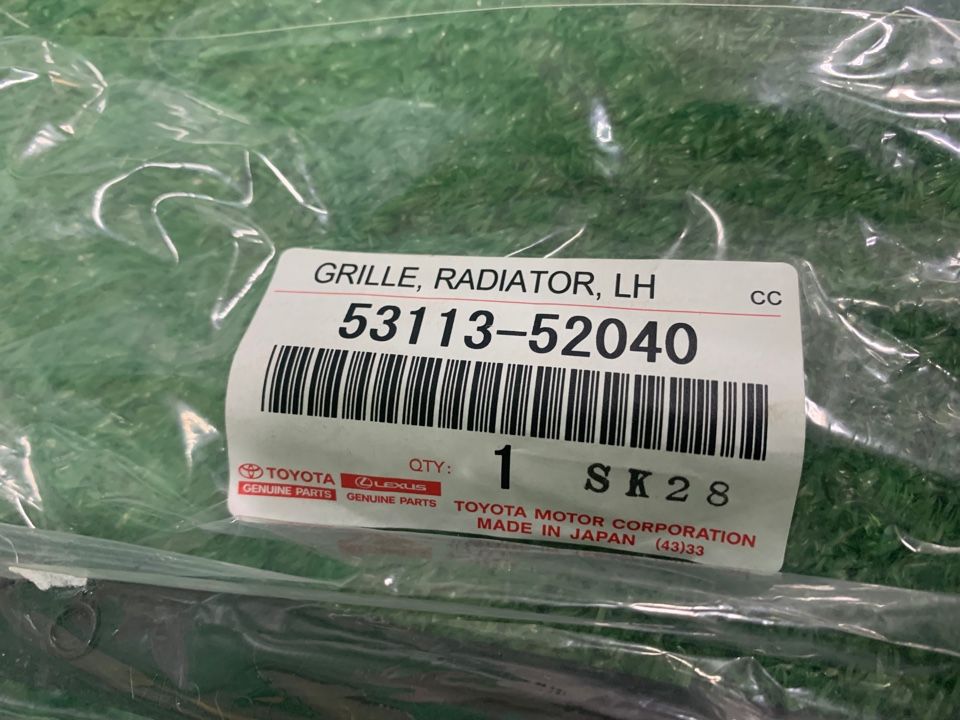 GRILLE, RADIATOR, LH
CC
53113-52040
QTY: 1 SK28
TOYOTA
GENUINE PARTS
LEXUS
GENUINE PARTS
TOYOTA MOTOR CORPORATION
MADE IN JAPAN (43)33